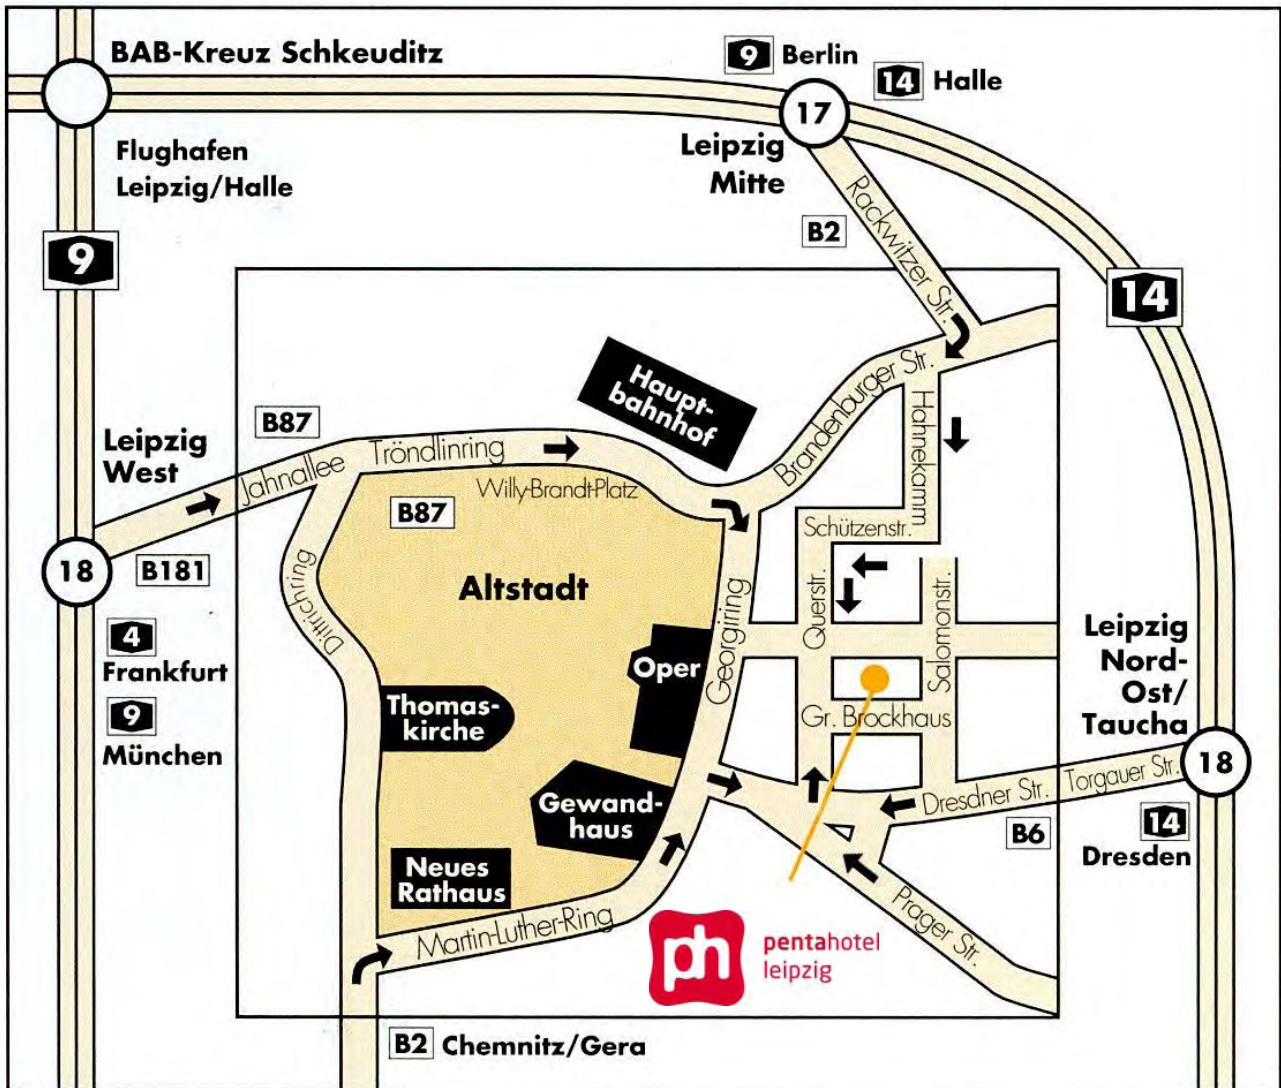 BAB-Kreuz Schkeuditz
9 Berlin
14 Halle
17
Leipzig
Mitte
Flughafen
Leipzig/Halle
9
B2
Rackwitzer Str.
14
Haupt-
bahnhof
Brandenburger Str.
Hahnekamm
B87
Leipzig
West
Jahnallee
Tröndlinring
Willy-Brandt-Platz
B87
Schützenstr.
18
B181
Altstadt
Dittrichring
Georgiring
Querstr.
Salomonstr.
4
Frankfurt
9
München
Oper
Thomas-
kirche
Gr. Brockhaus
Leipzig
Nord-
Ost/
Taucha
18
Gewand-
haus
Dresdner Str.
Torgauer Str.
B6
14
Dresden
Neues
Rathaus
Martin-Luther-Ring
Prager Str.
ph
pentahotel
leipzig
B2 Chemnitz/Gera